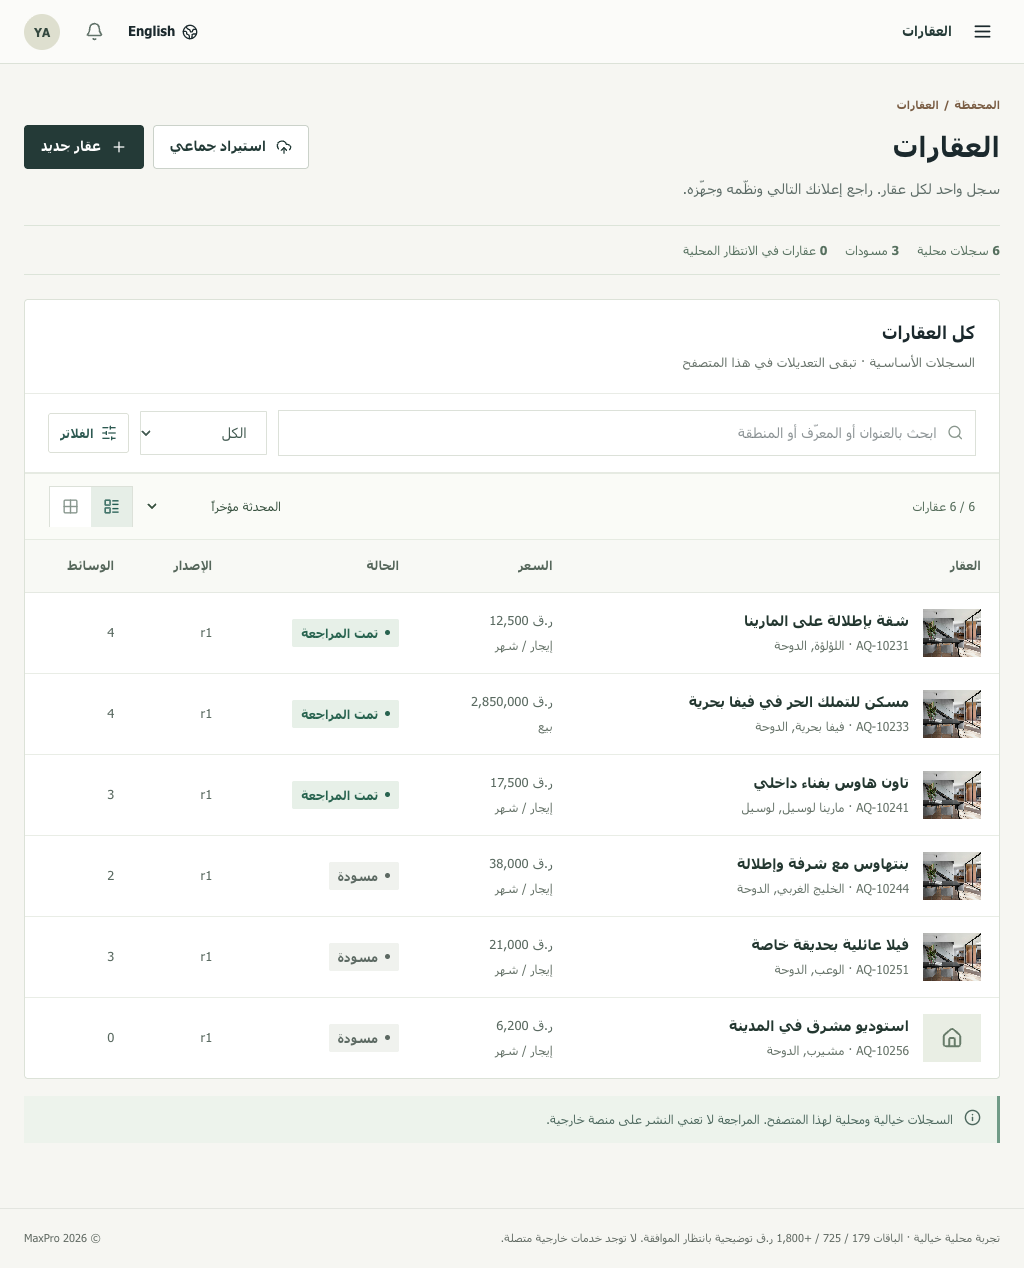 العقارات
English
YA
المحفظة / العقارات
العقارات
استيراد جماعي
عقار جديد
سجل واحد لكل عقار. راجع إعلانك التالي ونظّمه وجهّزه.
6 سجلات محلية 3 مسودات 0 عقارات في الانتظار المحلية
كل العقارات
السجلات الأساسية · تبقى التعديلات في هذا المتصفح
ابحث بالعنوان أو المعرّف أو المنطقة
الكل
الفلاتر
6 / 6 عقارات
المحدثة مؤخراً
العقار السعر الحالة الإصدار الوسائط
شقة بإطلالة على المارينا
AQ-10231 · اللؤلؤة, الدوحة
ر.ق 12,500
إيجار / شهر
تمت المراجعة
r1
4
مسكن للتملك الحر في فيفا بحرية
AQ-10233 · فيفا بحرية, الدوحة
ر.ق 2,850,000
بيع
تمت المراجعة
r1
4
تاون هاوس بفناء داخلي
AQ-10241 · مارينا لوسيل, لوسيل
ر.ق 17,500
إيجار / شهر
تمت المراجعة
r1
3
بنتهاوس مع شرفة وإطلالة
AQ-10244 · الخليج الغربي, الدوحة
ر.ق 38,000
إيجار / شهر
مسودة
r1
2
فيلا عائلية بحديقة خاصة
AQ-10251 · الوعب, الدوحة
ر.ق 21,000
إيجار / شهر
مسودة
r1
3
استوديو مشرق في المدينة
AQ-10256 · مشيرب, الدوحة
ر.ق 6,200
إيجار / شهر
مسودة
r1
0
السجلات خيالية ومحلية لهذا المتصفح. المراجعة لا تعني النشر على منصة خارجية.
تجربة محلية خيالية · الباقات 179 / 725 / +1,800 ر.ق توضيحية بانتظار الموافقة. لا توجد خدمات خارجية متصلة.
© 2026 MaxPro